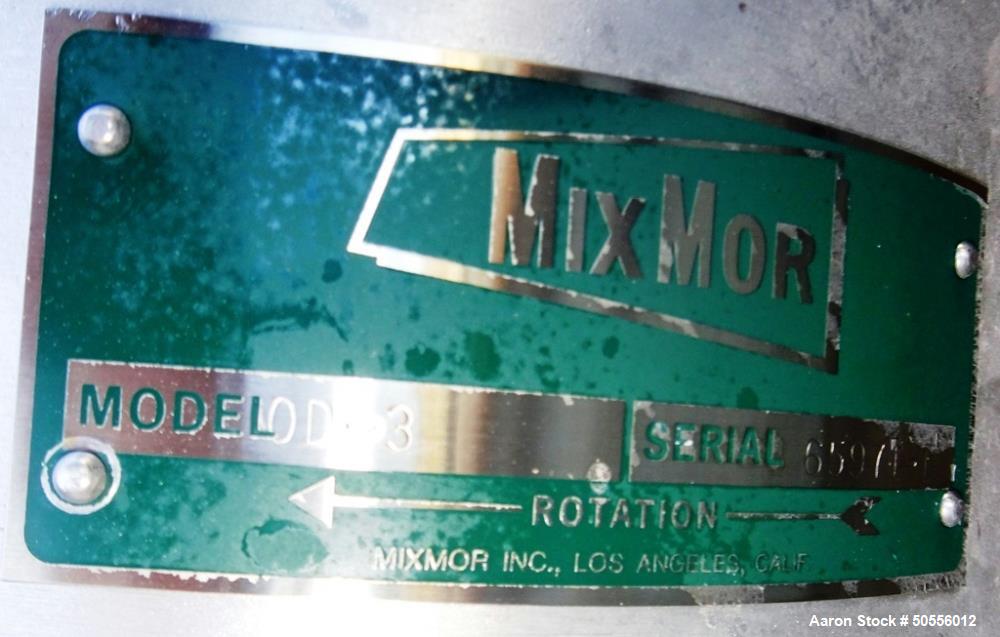 MIXMOR
MODEL SERIAL
ROTATION
MIXMOR INC., LOS ANGELES, CALIF.
Aaron Stock # 50556012